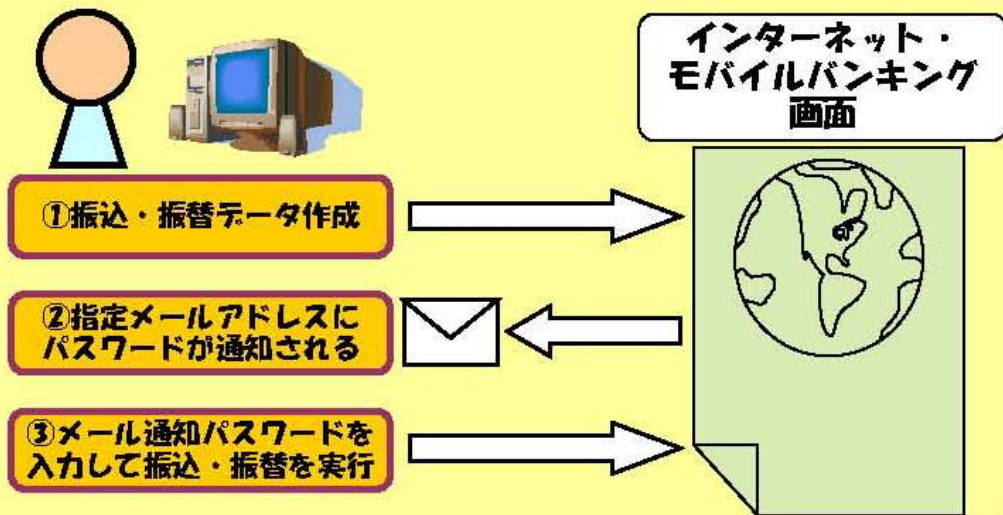 インターネット・
モバイルバンキング
画面
①振込・振替データ作成
②指定メールアドレスに
パスワードが通知される
③メール通知パスワードを
入力して振込・振替を実行